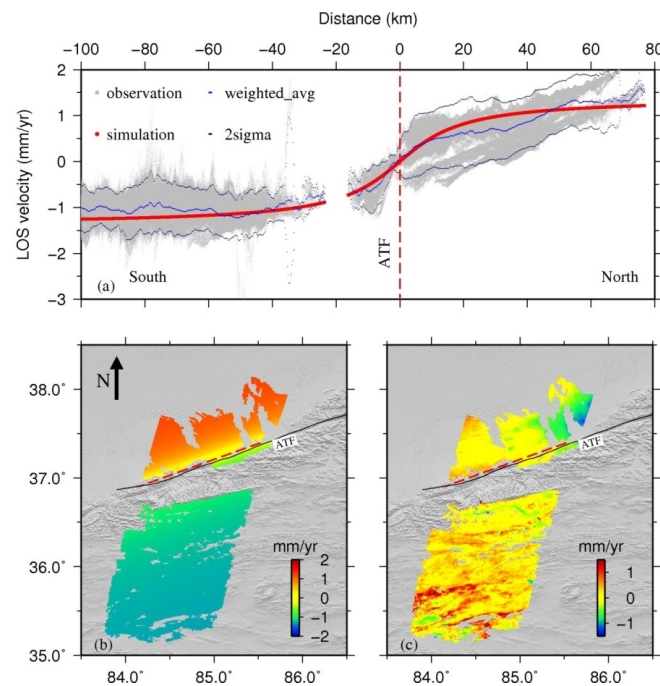 Distance (km)
−100 −80 −60 −40 −20 0 20 40 60 80
LOS velocity (mm/yr)
2
1
0
−1
−2
−3
observation
weighted_avg
simulation
2sigma
ATF
(a)
South
North
N
ATF
mm/yr
2
1
0
−1
−2
(b)
38.0°
37.0°
36.0°
35.0°
84.0° 85.0° 86.0°
ATF
mm/yr
1
0
−1
(c)
84.0° 85.0° 86.0°